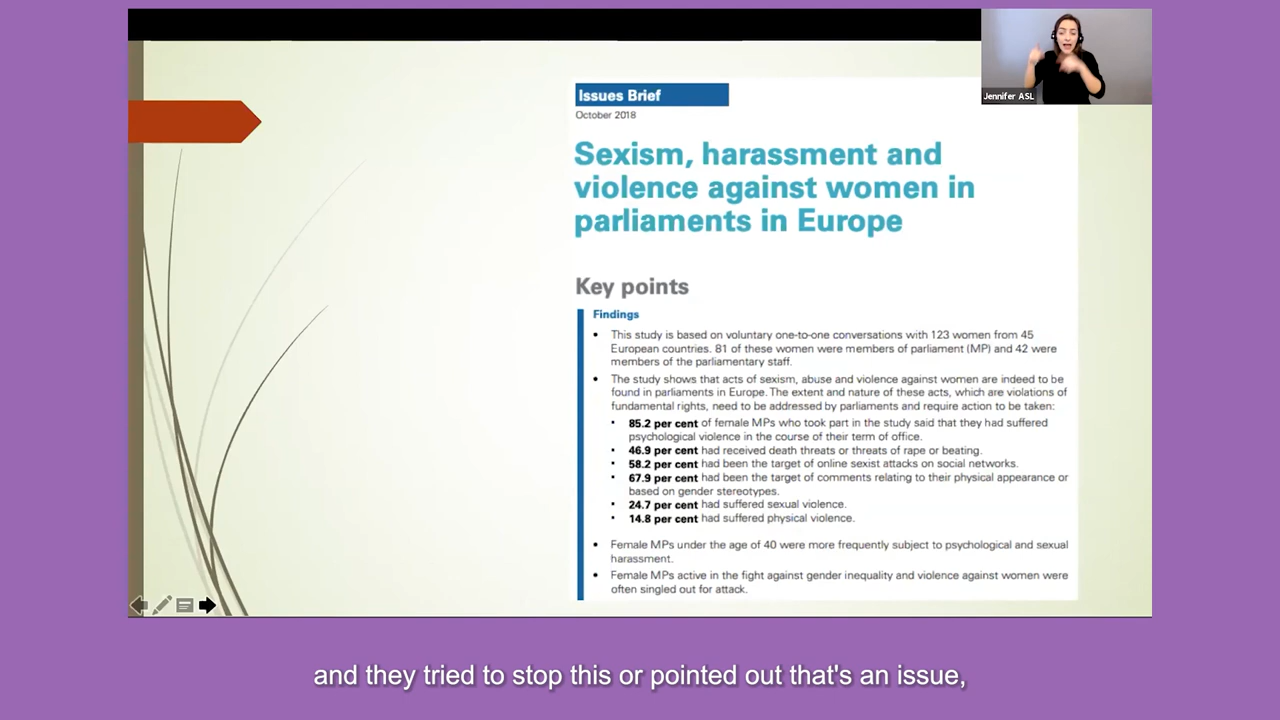 Jennifer ASL
Issues Brief
October 2018
Sexism, harassment and
violence against women in
parliaments in Europe
Key points
Findings
• This study is based on voluntary one-to-one conversations with 123 women from 45
European countries. 81 of these women were members of parliament (MP) and 42 were
members of the parliamentary staff.
• The study shows that acts of sexism, abuse and violence against women are indeed to be
found in parliaments in Europe. The extent and nature of these acts, which are violations of
fundamental rights, need to be addressed by parliaments and require action to be taken:
• 85.2 per cent of female MPs who took part in the study said that they had suffered
psychological violence in the course of their term of office.
• 46.9 per cent had received death threats or threats of rape or beating.
• 58.2 per cent had been the target of online sexist attacks on social networks.
• 67.9 per cent had been the target of comments relating to their physical appearance or
based on gender stereotypes.
• 24.7 per cent had suffered sexual violence.
• 14.8 per cent had suffered physical violence.
• Female MPs under the age of 40 were more frequently subject to psychological and sexual
harassment.
• Female MPs active in the fight against gender inequality and violence against women were
often singled out for attack.
and they tried to stop this or pointed out that's an issue,